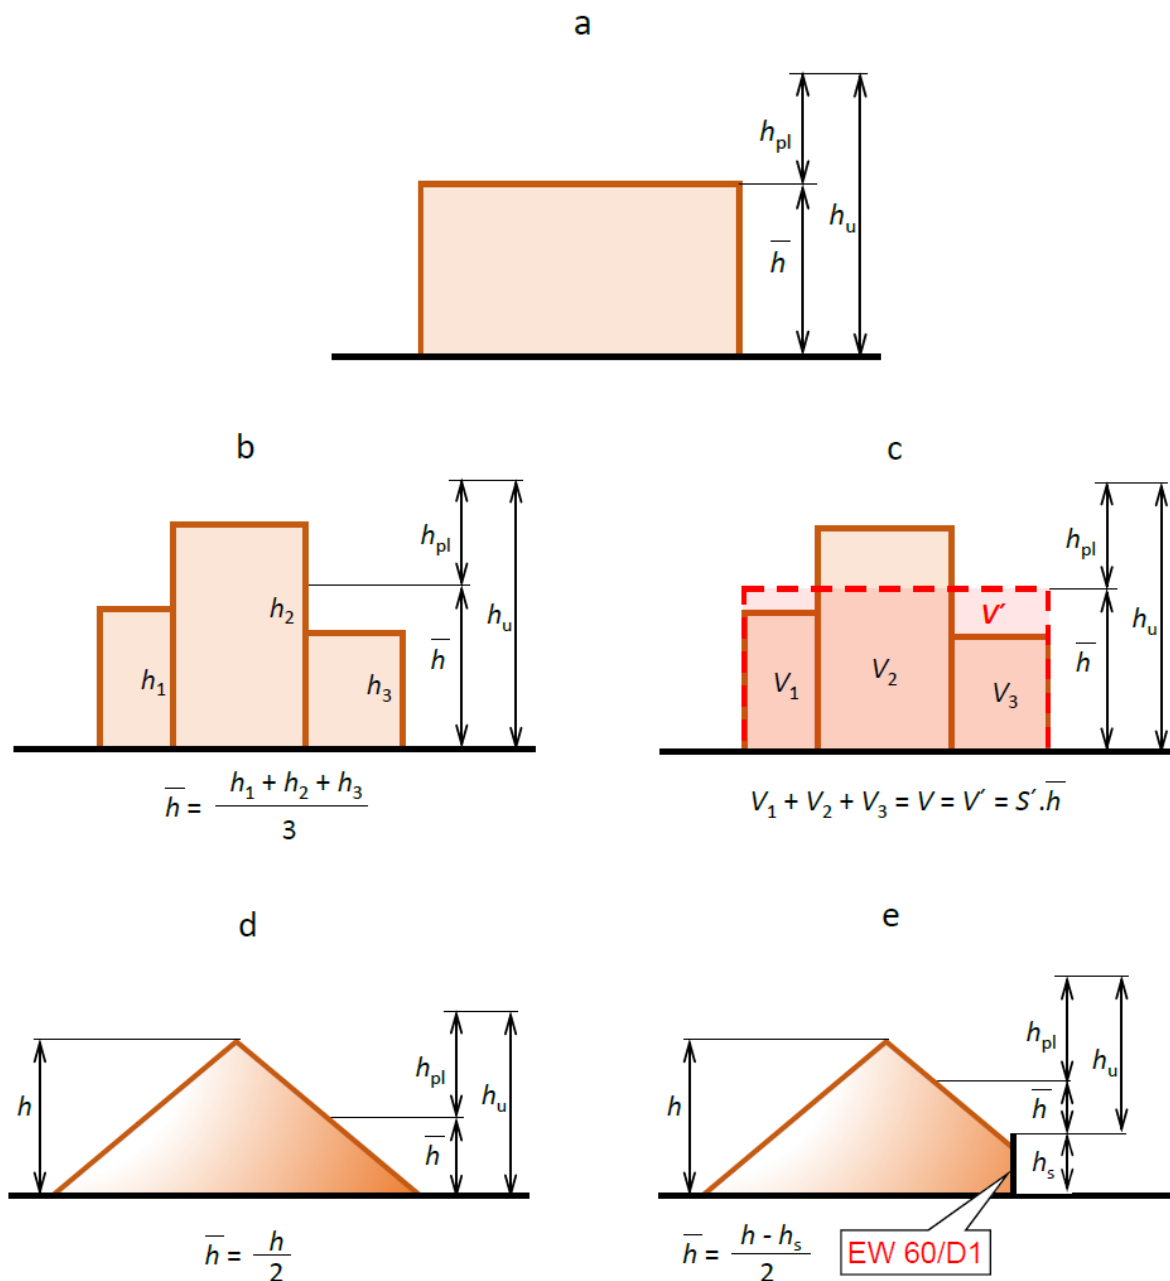 a
h_pl
h_u
h̅
b
c
h_pl
h_pl
h_2
h_u
V′
h_u
h̅
h̅
h_1
h_3
V_1
V_2
V_3
h̅ = (h_1 + h_2 + h_3) / 3
V_1 + V_2 + V_3 = V = V′ = S′.h̅
d
e
h_pl
h_pl
h
h_u
h
h_u
h̅
h̅
h_s
h̅ = h / 2
h̅ = (h - h_s) / 2
EW 60/D1